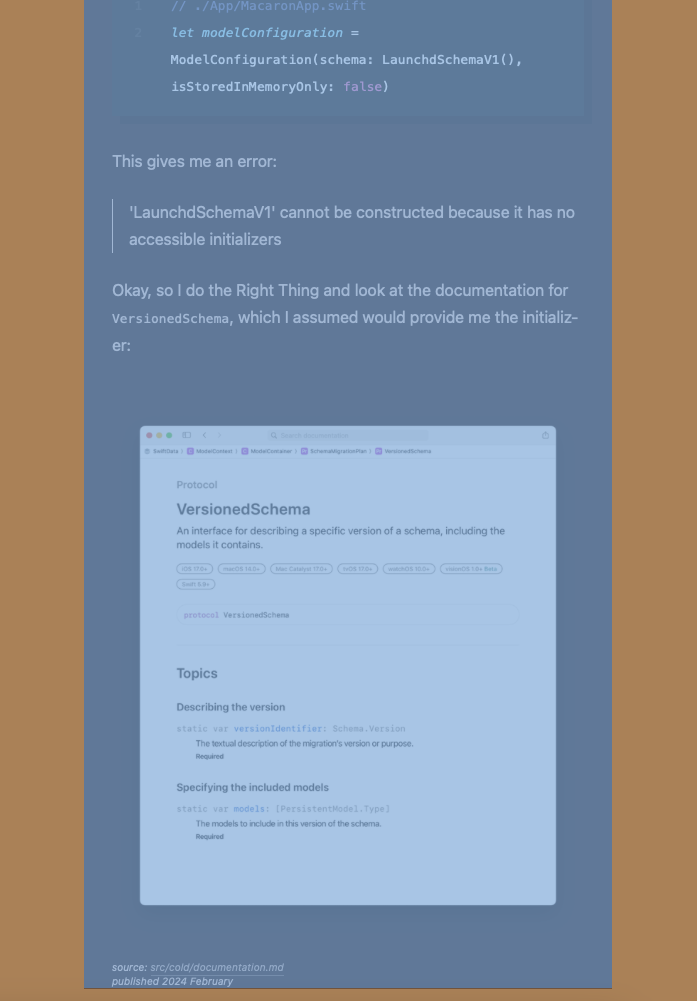 1 // ./App/MacaronApp.swift
2 let modelConfiguration =
ModelConfiguration(schema: LaunchdSchemaV1(),
isStoredInMemoryOnly: false)
This gives me an error:
'LaunchdSchemaV1' cannot be constructed because it has no
accessible initializers
Okay, so I do the Right Thing and look at the documentation for
VersionedSchema, which I assumed would provide me the initializ-
er:
Search documentation
SwiftData ModelContext ModelContainer SchemaMigrationPlan VersionedSchema
Protocol
VersionedSchema
An interface for describing a specific version of a schema, including the
models it contains.
iOS 17.0+ macOS 14.0+ Mac Catalyst 17.0+ tvOS 17.0+ watchOS 10.0+ visionOS 1.0+ Beta
Swift 5.9+
protocol VersionedSchema
Topics
Describing the version
static var versionIdentifier: Schema.Version
The textual description of the migration's version or purpose.
Required
Specifying the included models
static var models: [PersistentModel.Type]
The models to include in this version of the schema.
Required
source: src/cold/documentation.md
published 2024 February